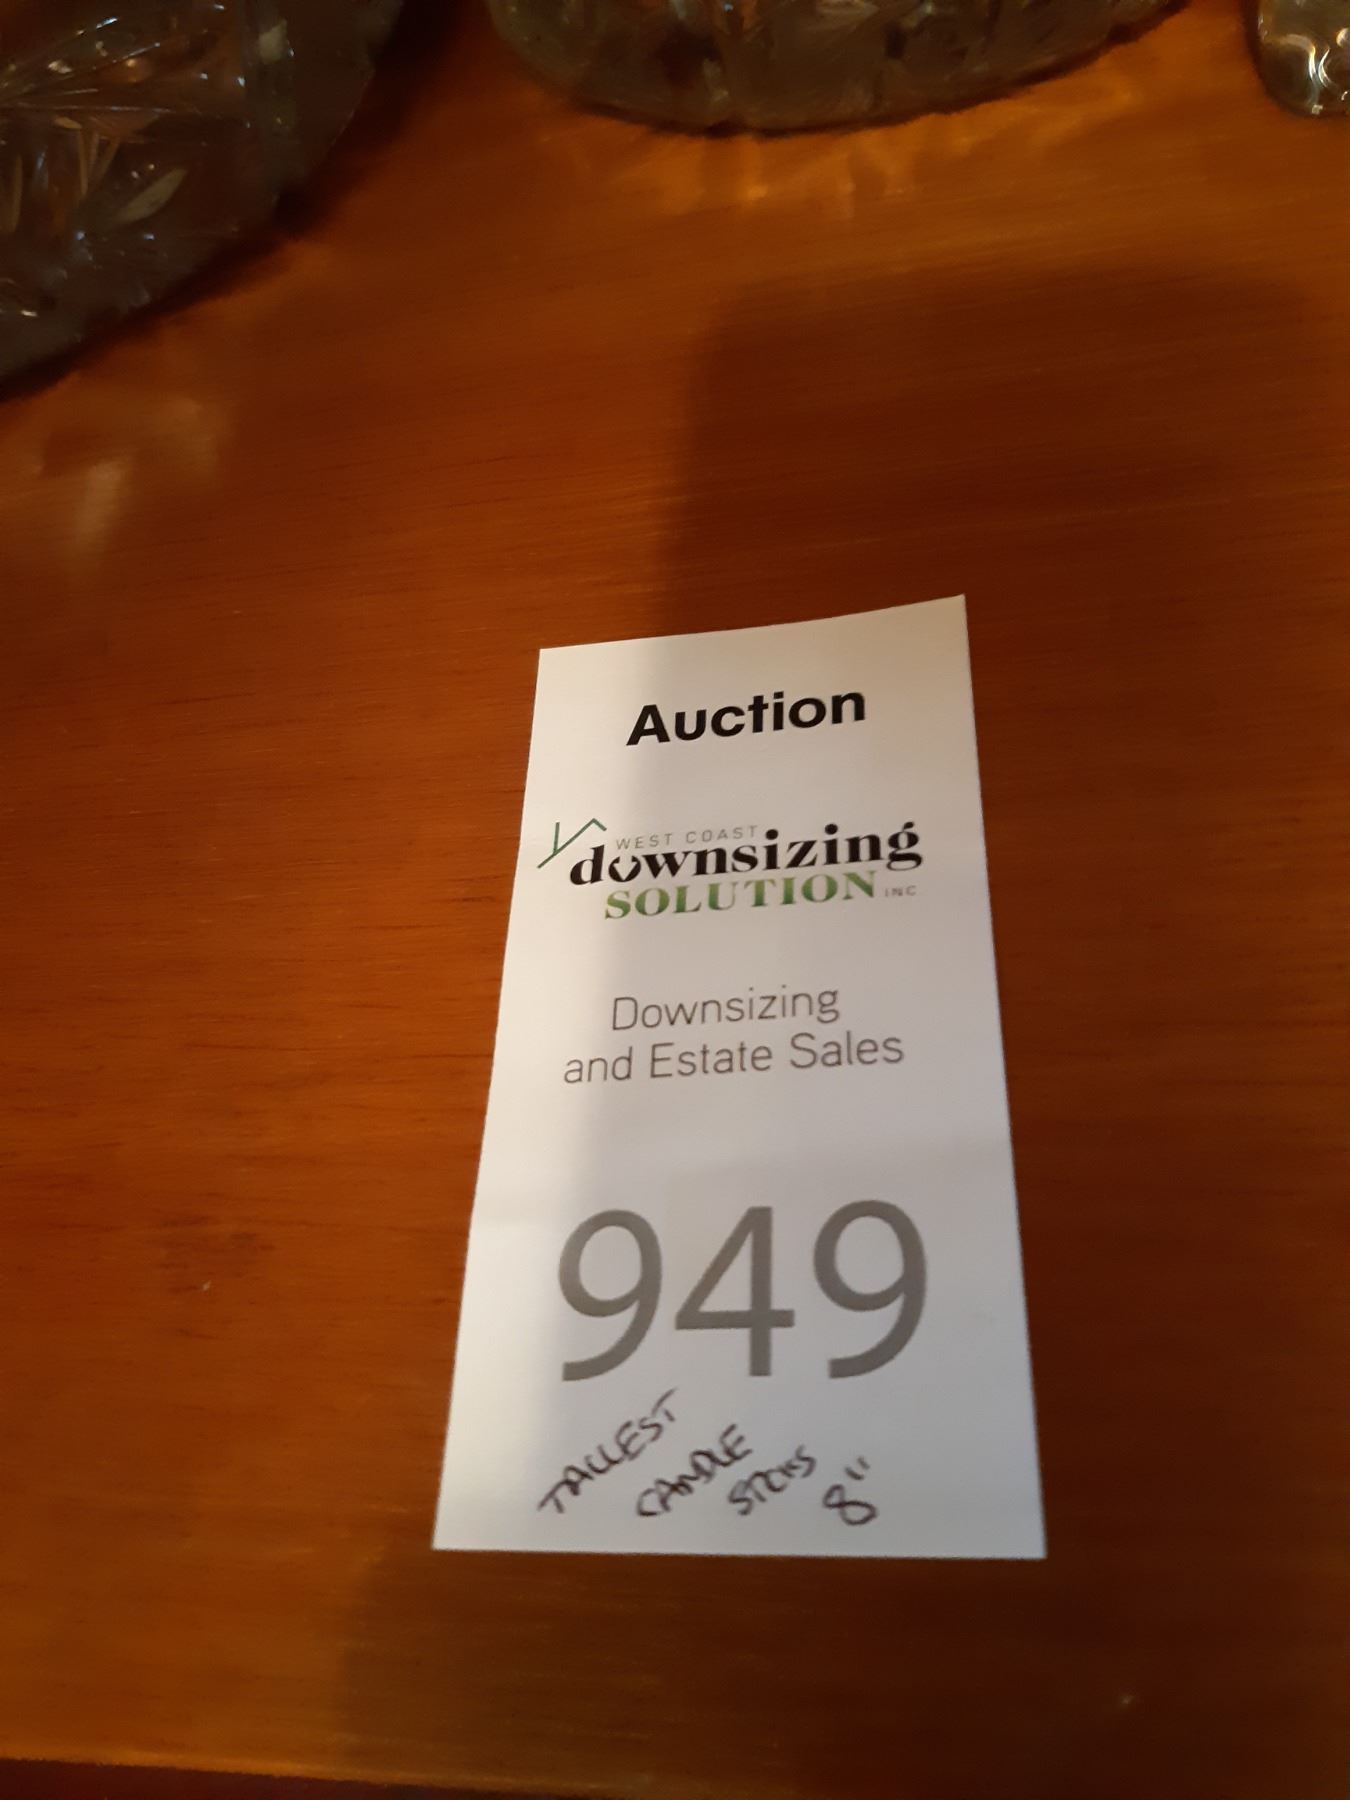 Auction
WEST COAST
downsizing
SOLUTION INC
Downsizing
and Estate Sales
949
TALLEST
CANDLE
STCKS
8"